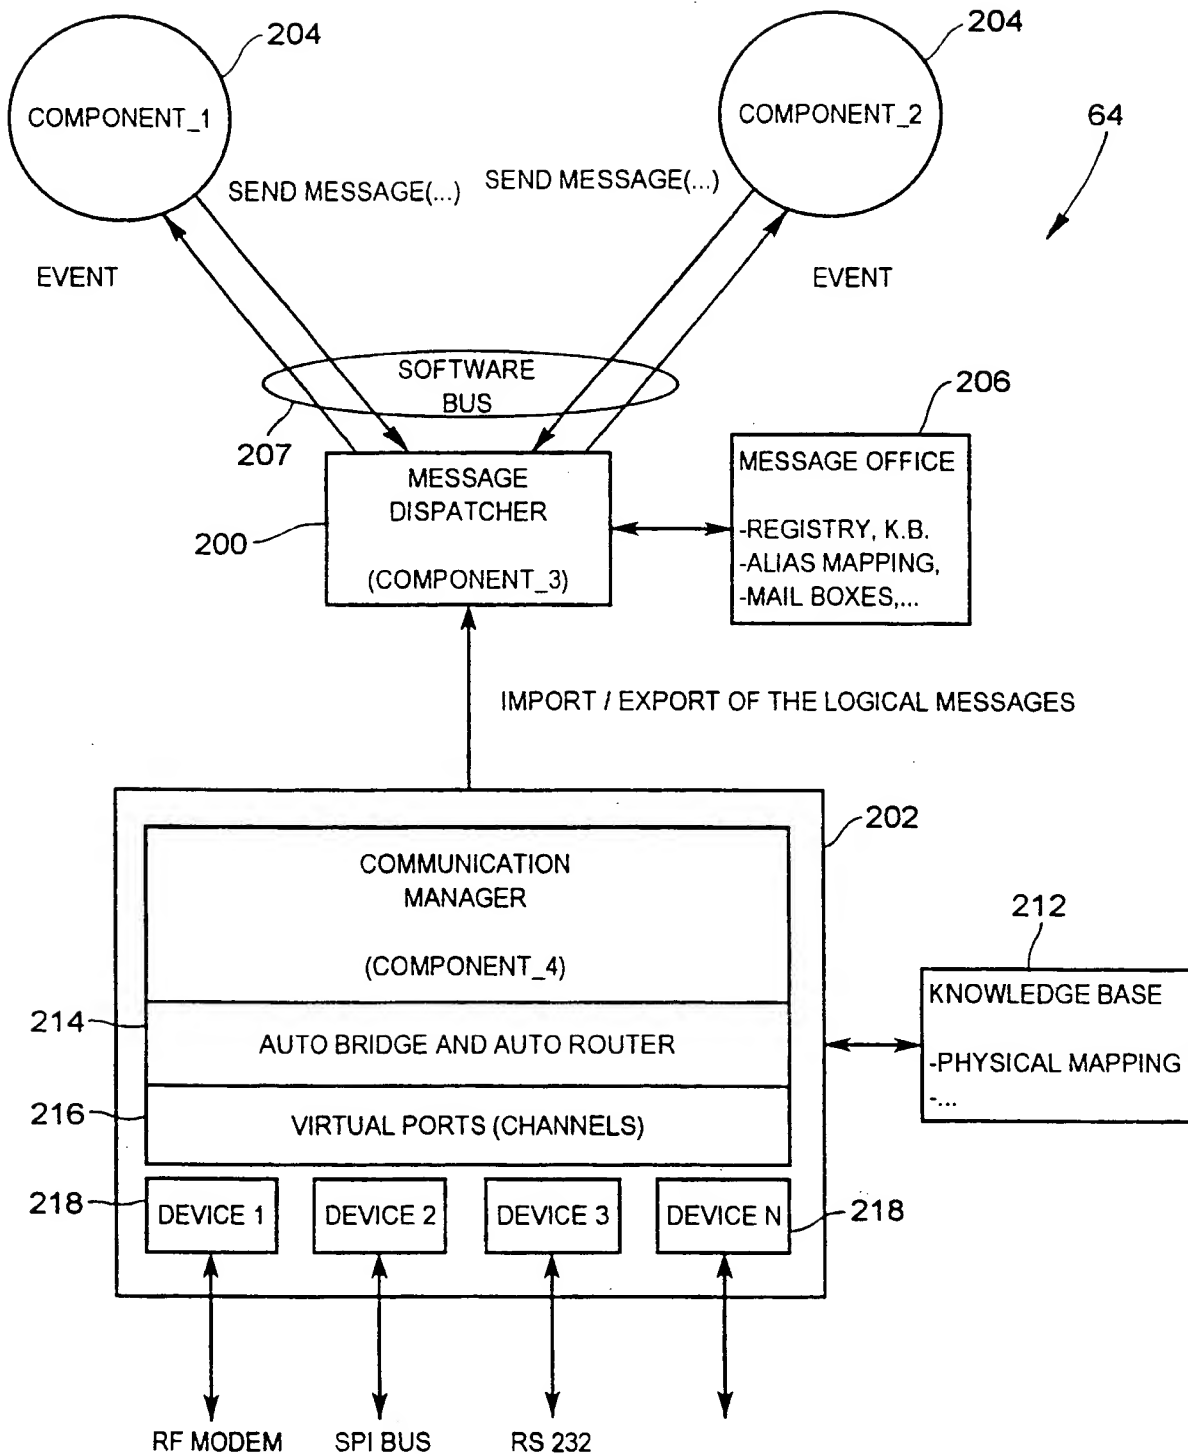 204
204
COMPONENT_1
COMPONENT_2
64
SEND MESSAGE(...)
SEND MESSAGE(...)
EVENT
EVENT
SOFTWARE
BUS
207
206
MESSAGE
DISPATCHER
(COMPONENT_3)
200
MESSAGE OFFICE
-REGISTRY, K.B.
-ALIAS MAPPING,
-MAIL BOXES,...
IMPORT / EXPORT OF THE LOGICAL MESSAGES
202
COMMUNICATION
MANAGER
(COMPONENT_4)
212
KNOWLEDGE BASE
-PHYSICAL MAPPING
-...
214
AUTO BRIDGE AND AUTO ROUTER
216
VIRTUAL PORTS (CHANNELS)
218
DEVICE 1
DEVICE 2
DEVICE 3
DEVICE N
218
RF MODEM
SPI BUS
RS 232